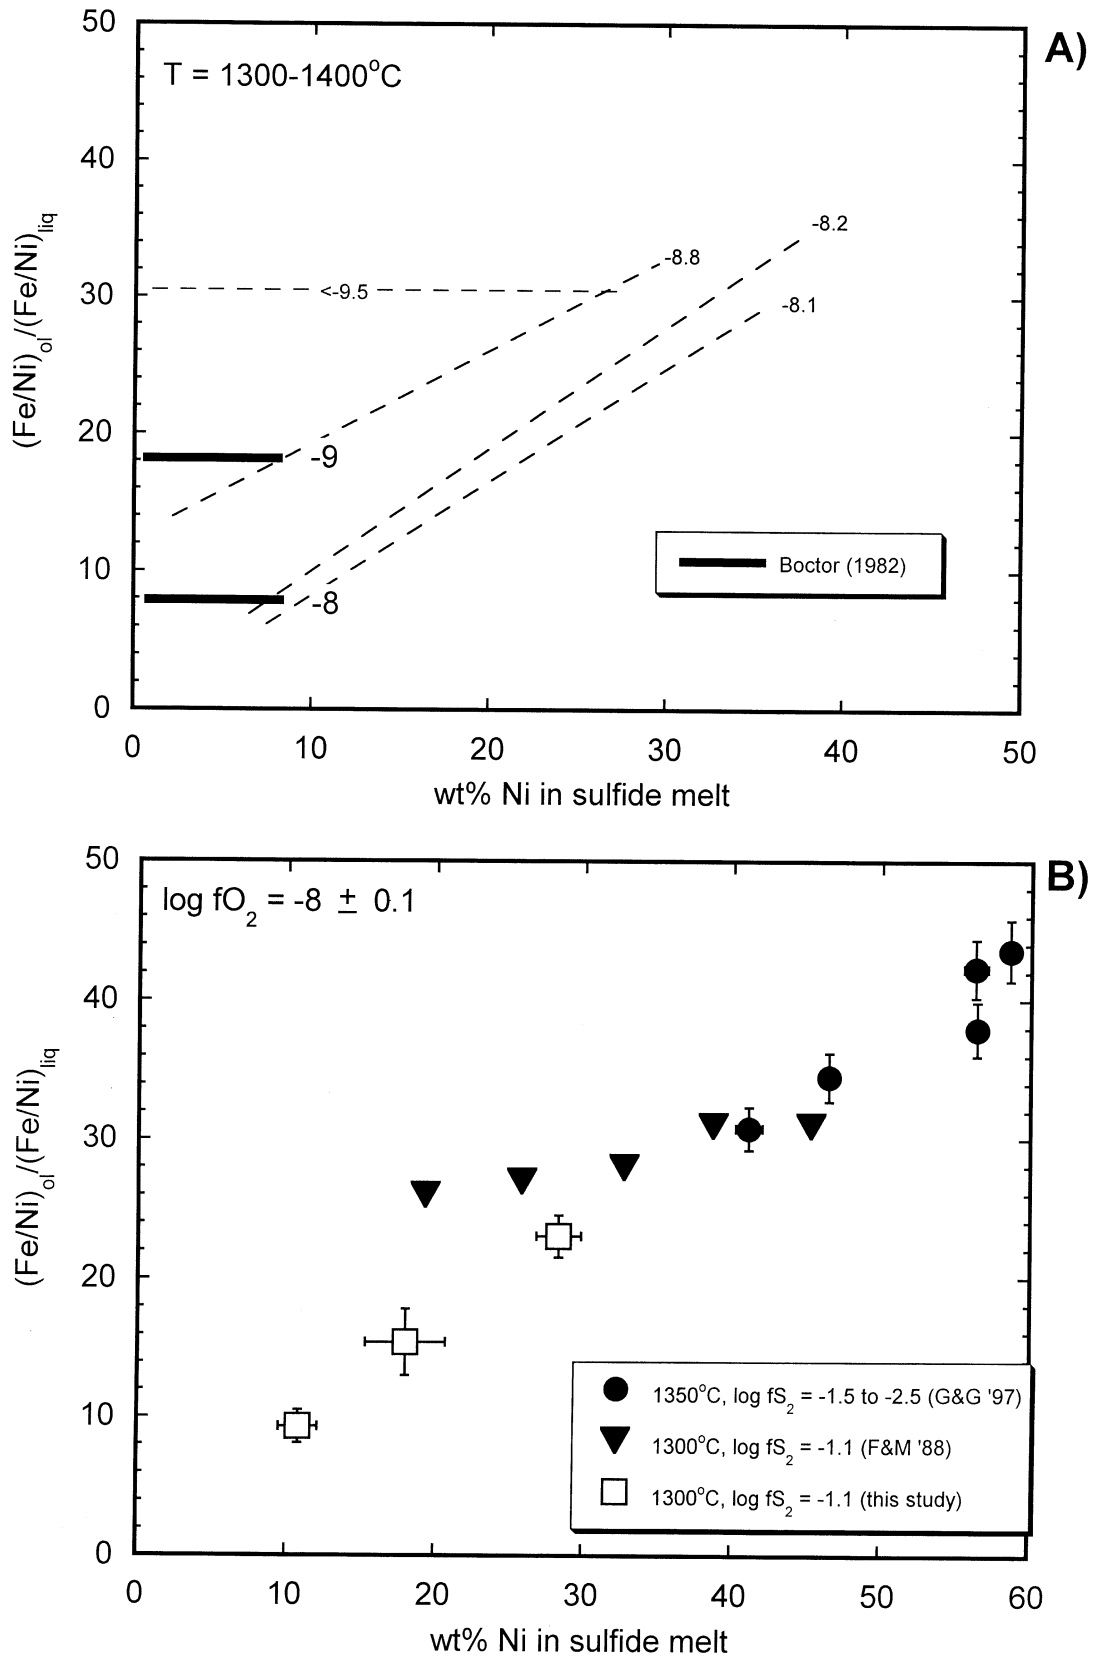 A)
T = 1300-1400°C
50
40
30
20
10
0
(Fe/Ni)ol/(Fe/Ni)liq
-8.2
-8.8
<-9.5
-8.1
-9
-8
Boctor (1982)
0 10 20 30 40 50
wt% Ni in sulfide melt
B)
log fO2 = -8 ± 0.1
50
40
30
20
10
0
(Fe/Ni)ol/(Fe/Ni)liq
1350°C, log fS2 = -1.5 to -2.5 (G&G '97)
1300°C, log fS2 = -1.1 (F&M '88)
1300°C, log fS2 = -1.1 (this study)
0 10 20 30 40 50 60
wt% Ni in sulfide melt